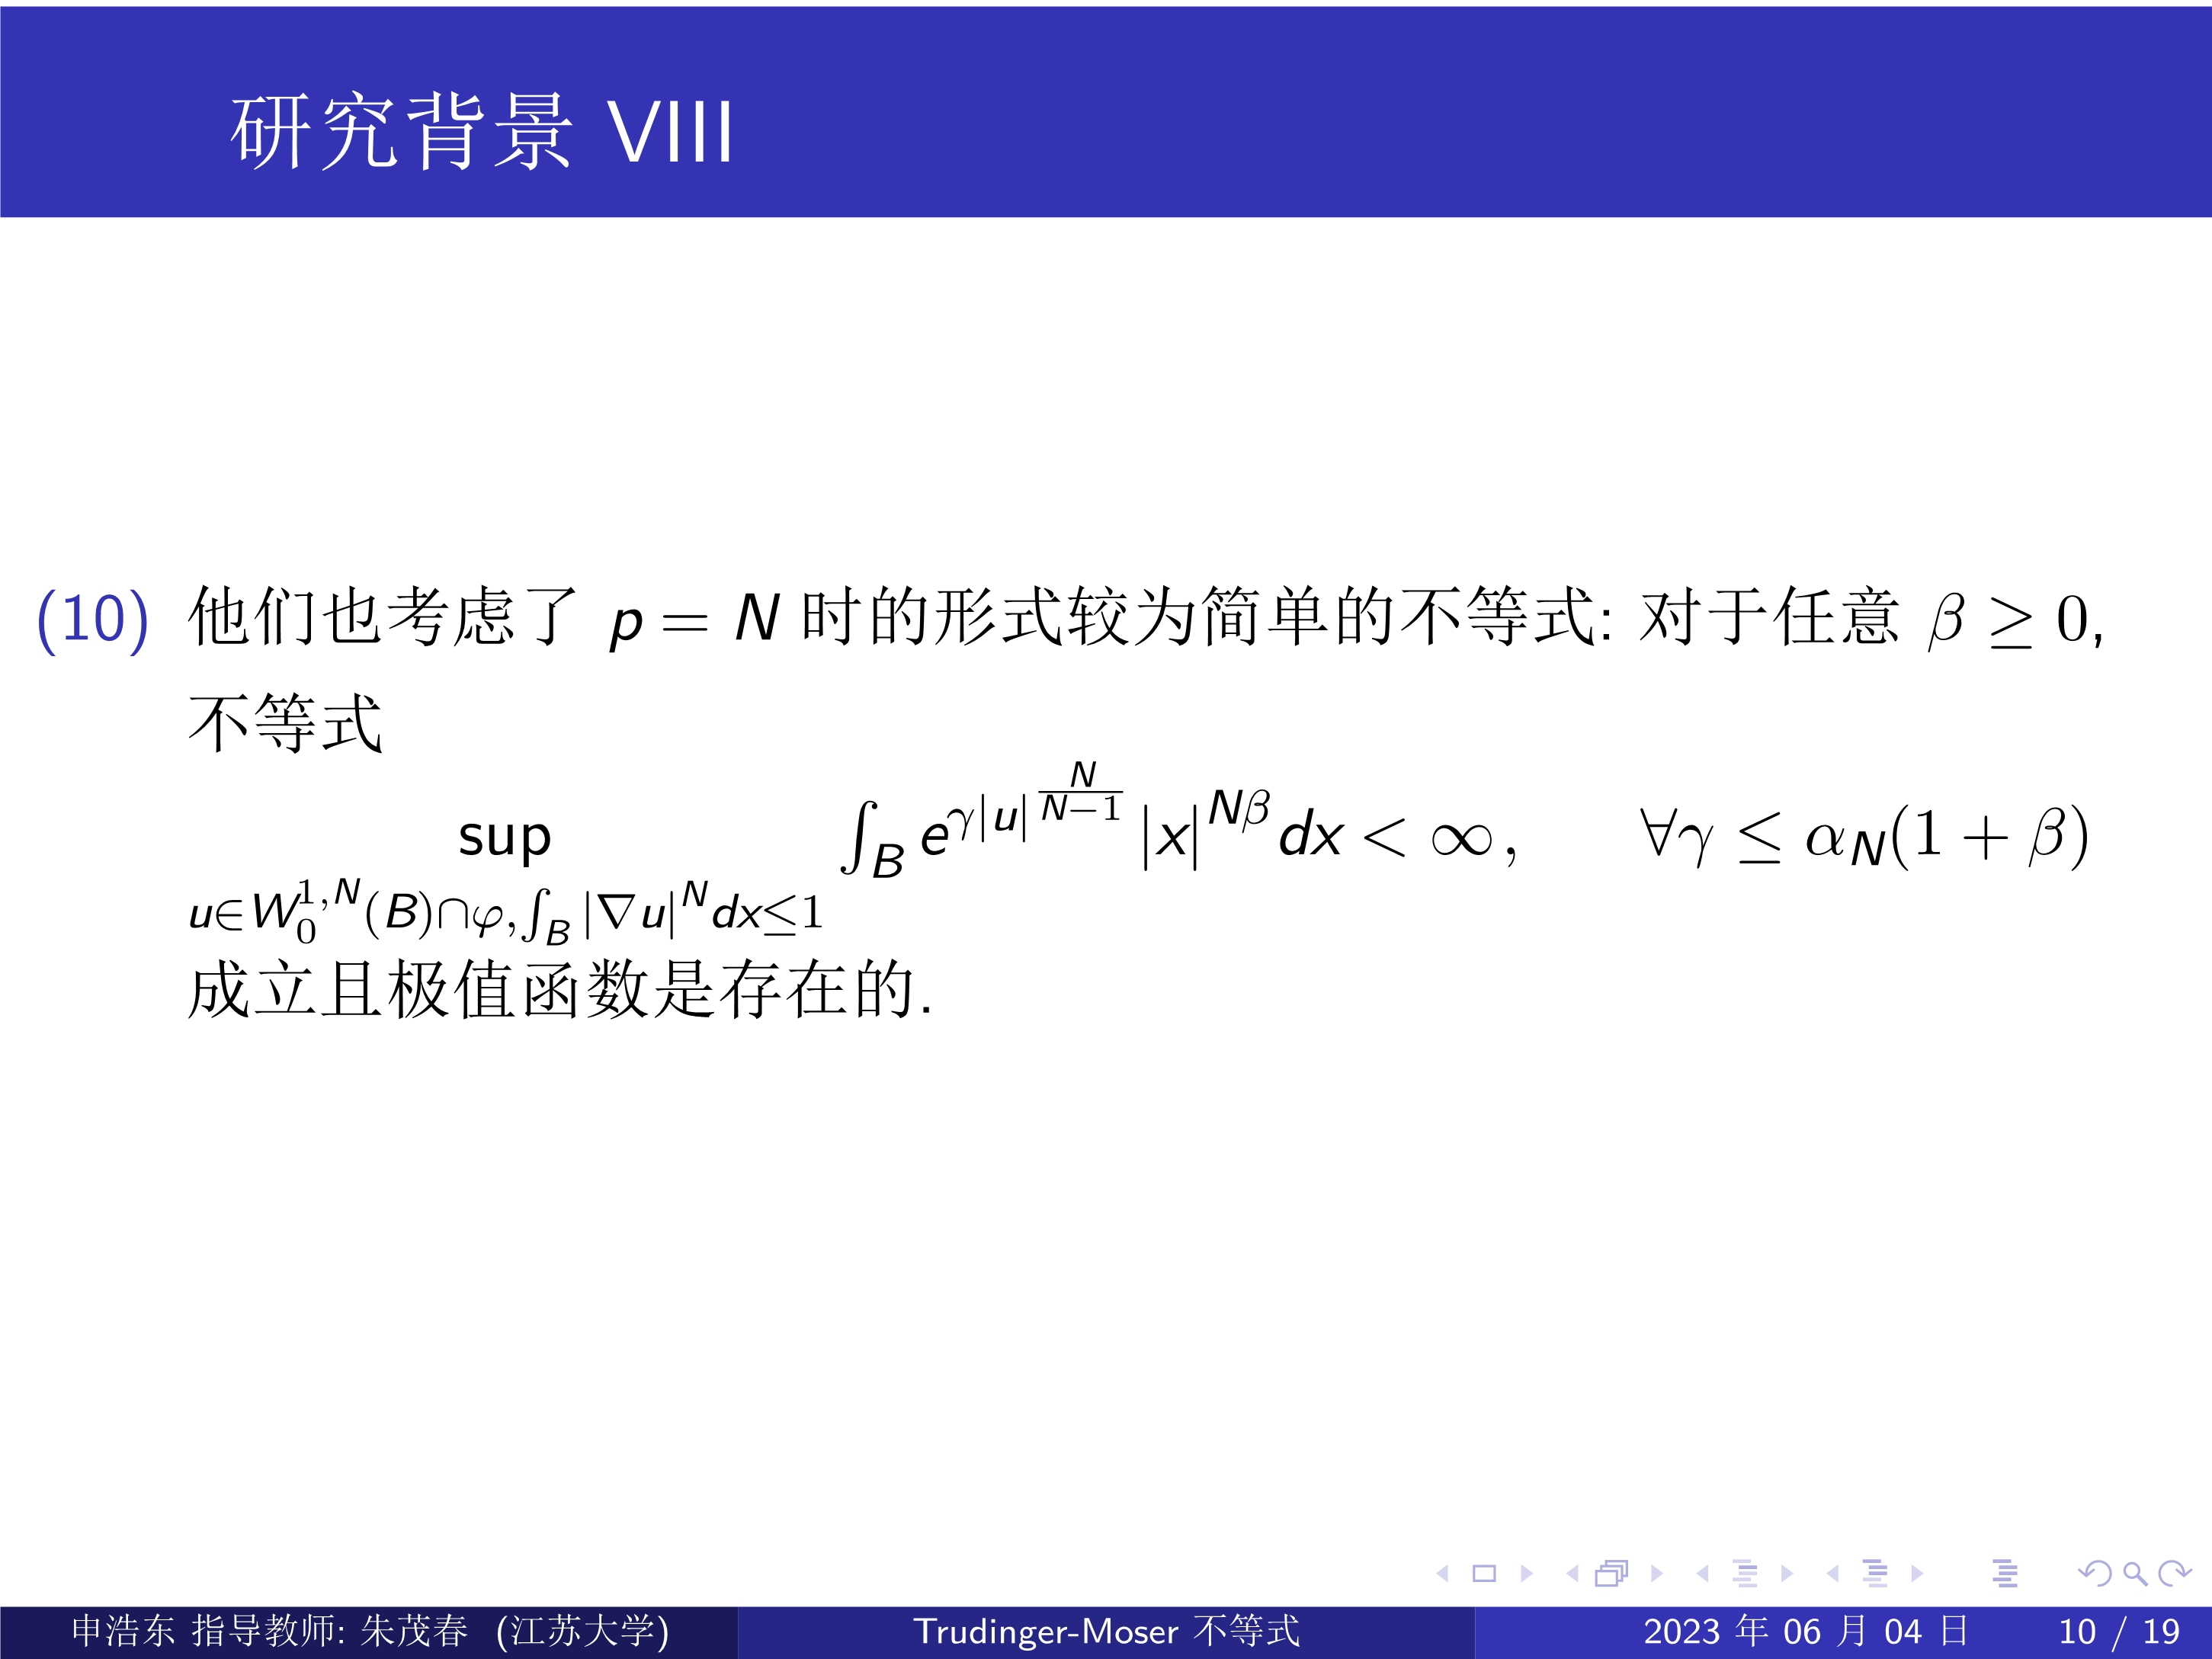 研究背景 VIII
(10) 他们也考虑了 p = N 时的形式较为简单的不等式: 对于任意 β ≥ 0,
不等式
sup_{u∈W_0^{1,N}(B)∩φ,∫_B |∇u|^N dx≤1} ∫_B e^{γ|u|^{\frac{N}{N−1}}} |x|^{Nβ} dx < ∞, ∀γ ≤ α_N(1 + β)
成立且极值函数是存在的.
申浩东 指导教师: 朱茂春 (江苏大学) Trudinger-Moser 不等式 2023 年 06 月 04 日 10 / 19